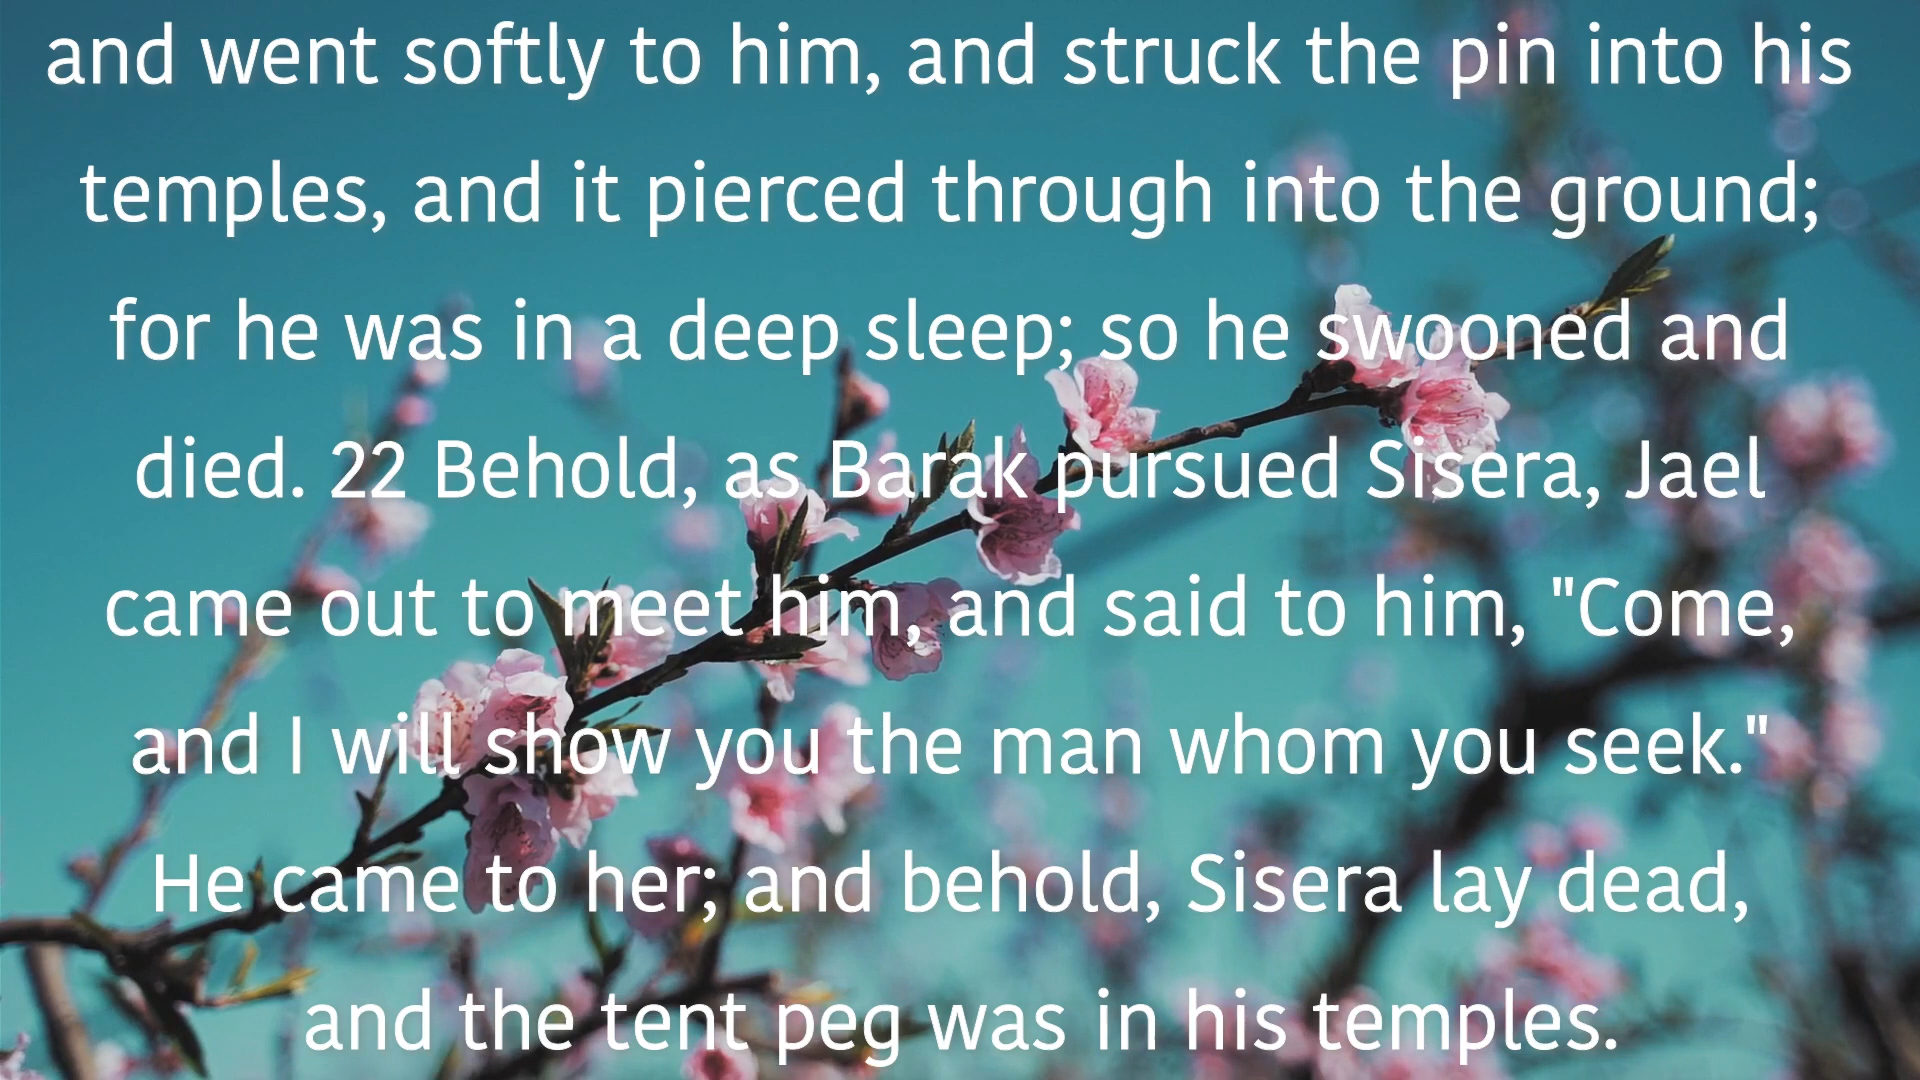 and went softly to him, and struck the pin into his
temples, and it pierced through into the ground;
for he was in a deep sleep; so he swooned and
died. 22 Behold, as Barak pursued Sisera, Jael
came out to meet him, and said to him, "Come,
and I will show you the man whom you seek."
He came to her; and behold, Sisera lay dead,
and the tent peg was in his temples.